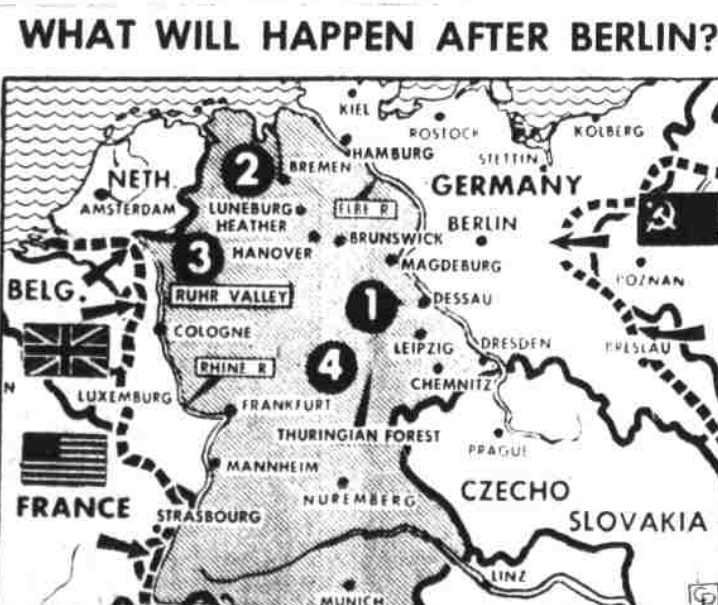 WHAT WILL HAPPEN AFTER BERLIN?
KIEL
ROSTOCK
KOLBERG
HAMBURG
STETTIN
2
BREMEN
NETH.
GERMANY
AMSTERDAM
LUNEBURG
HEATHER
ELBE R
BERLIN
3
HANOVER
BRUNSWICK
MAGDEBURG
POZNAN
BELG.
RUHR VALLEY
1
DESSAU
COLOGNE
LEIPZIG
DRESDEN
BRESLAU
4
RHINE R
CHEMNITZ
N
LUXEMBURG
FRANKFURT
THURINGIAN FOREST
PRAGUE
MANNHEIM
NUREMBERG
CZECHO
SLOVAKIA
FRANCE
STRASBOURG
LINZ
MUNICH